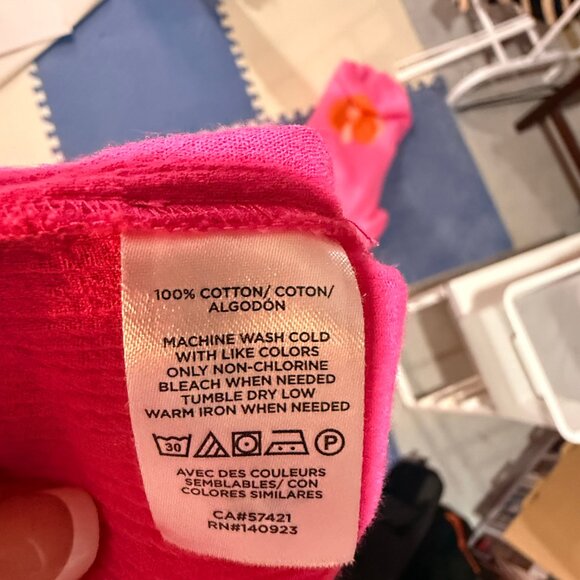 100% COTTON/ COTON/
ALGODÓN
MACHINE WASH COLD
WITH LIKE COLORS
ONLY NON-CHLORINE
BLEACH WHEN NEEDED
TUMBLE DRY LOW
WARM IRON WHEN NEEDED
30 P
AVEC DES COULEURS
SEMBLABLES/ CON
COLORES SIMILARES
CA#57421
RN#140923